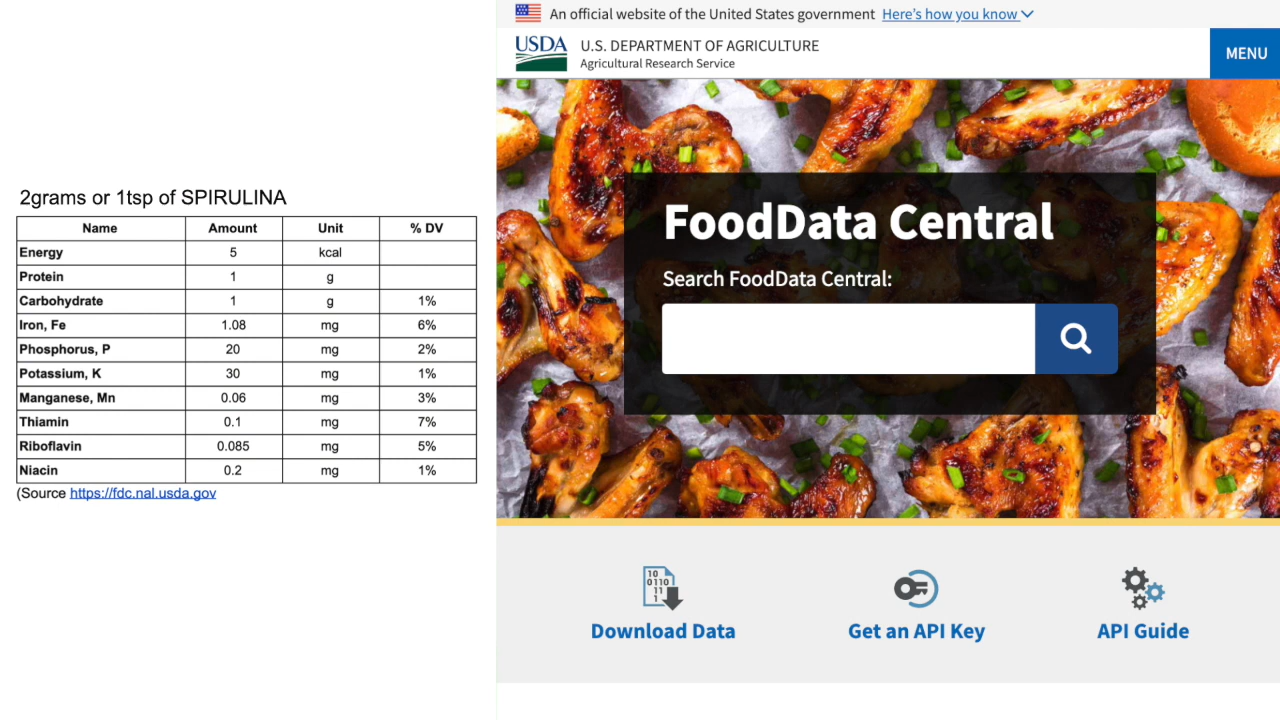 2grams or 1tsp of SPIRULINA
Name Amount Unit % DV
Energy 5 kcal
Protein 1 g
Carbohydrate 1 g 1%
Iron, Fe 1.08 mg 6%
Phosphorus, P 20 mg 2%
Potassium, K 30 mg 1%
Manganese, Mn 0.06 mg 3%
Thiamin 0.1 mg 7%
Riboflavin 0.085 mg 5%
Niacin 0.2 mg 1%
(Source https://fdc.nal.usda.gov
An official website of the United States government Here's how you know
USDA U.S. DEPARTMENT OF AGRICULTURE
Agricultural Research Service
MENU
FoodData Central
Search FoodData Central:
10
0110
11
1
Download Data
Get an API Key
API Guide